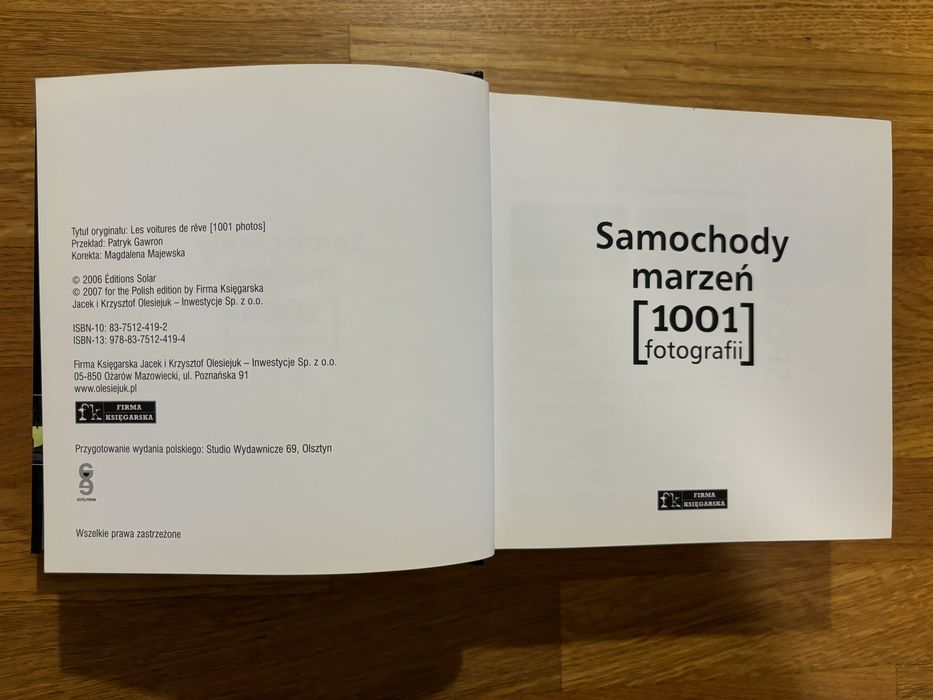 Tytuł oryginału: Les voitures de rêve [1001 photos]
Przekład: Patryk Gawron
Korekta: Magdalena Majewska
© 2006 Éditions Solar
© 2007 for the Polish edition by Firma Księgarska
Jacek i Krzysztof Olesiejuk – Inwestycje Sp. z o.o.
ISBN-10: 83-7512-419-2
ISBN-13: 978-83-7512-419-4
Firma Księgarska Jacek i Krzysztof Olesiejuk – Inwestycje Sp. z o.o.
05-850 Ożarów Mazowiecki, ul. Poznańska 91
www.olesiejuk.pl
fk FIRMA
KSIĘGARSKA
Przygotowanie wydania polskiego: Studio Wydawnicze 69, Olsztyn
sixtynine
Wszelkie prawa zastrzeżone
Samochody
marzeń
[1001
fotografii]
fk FIRMA
KSIĘGARSKA